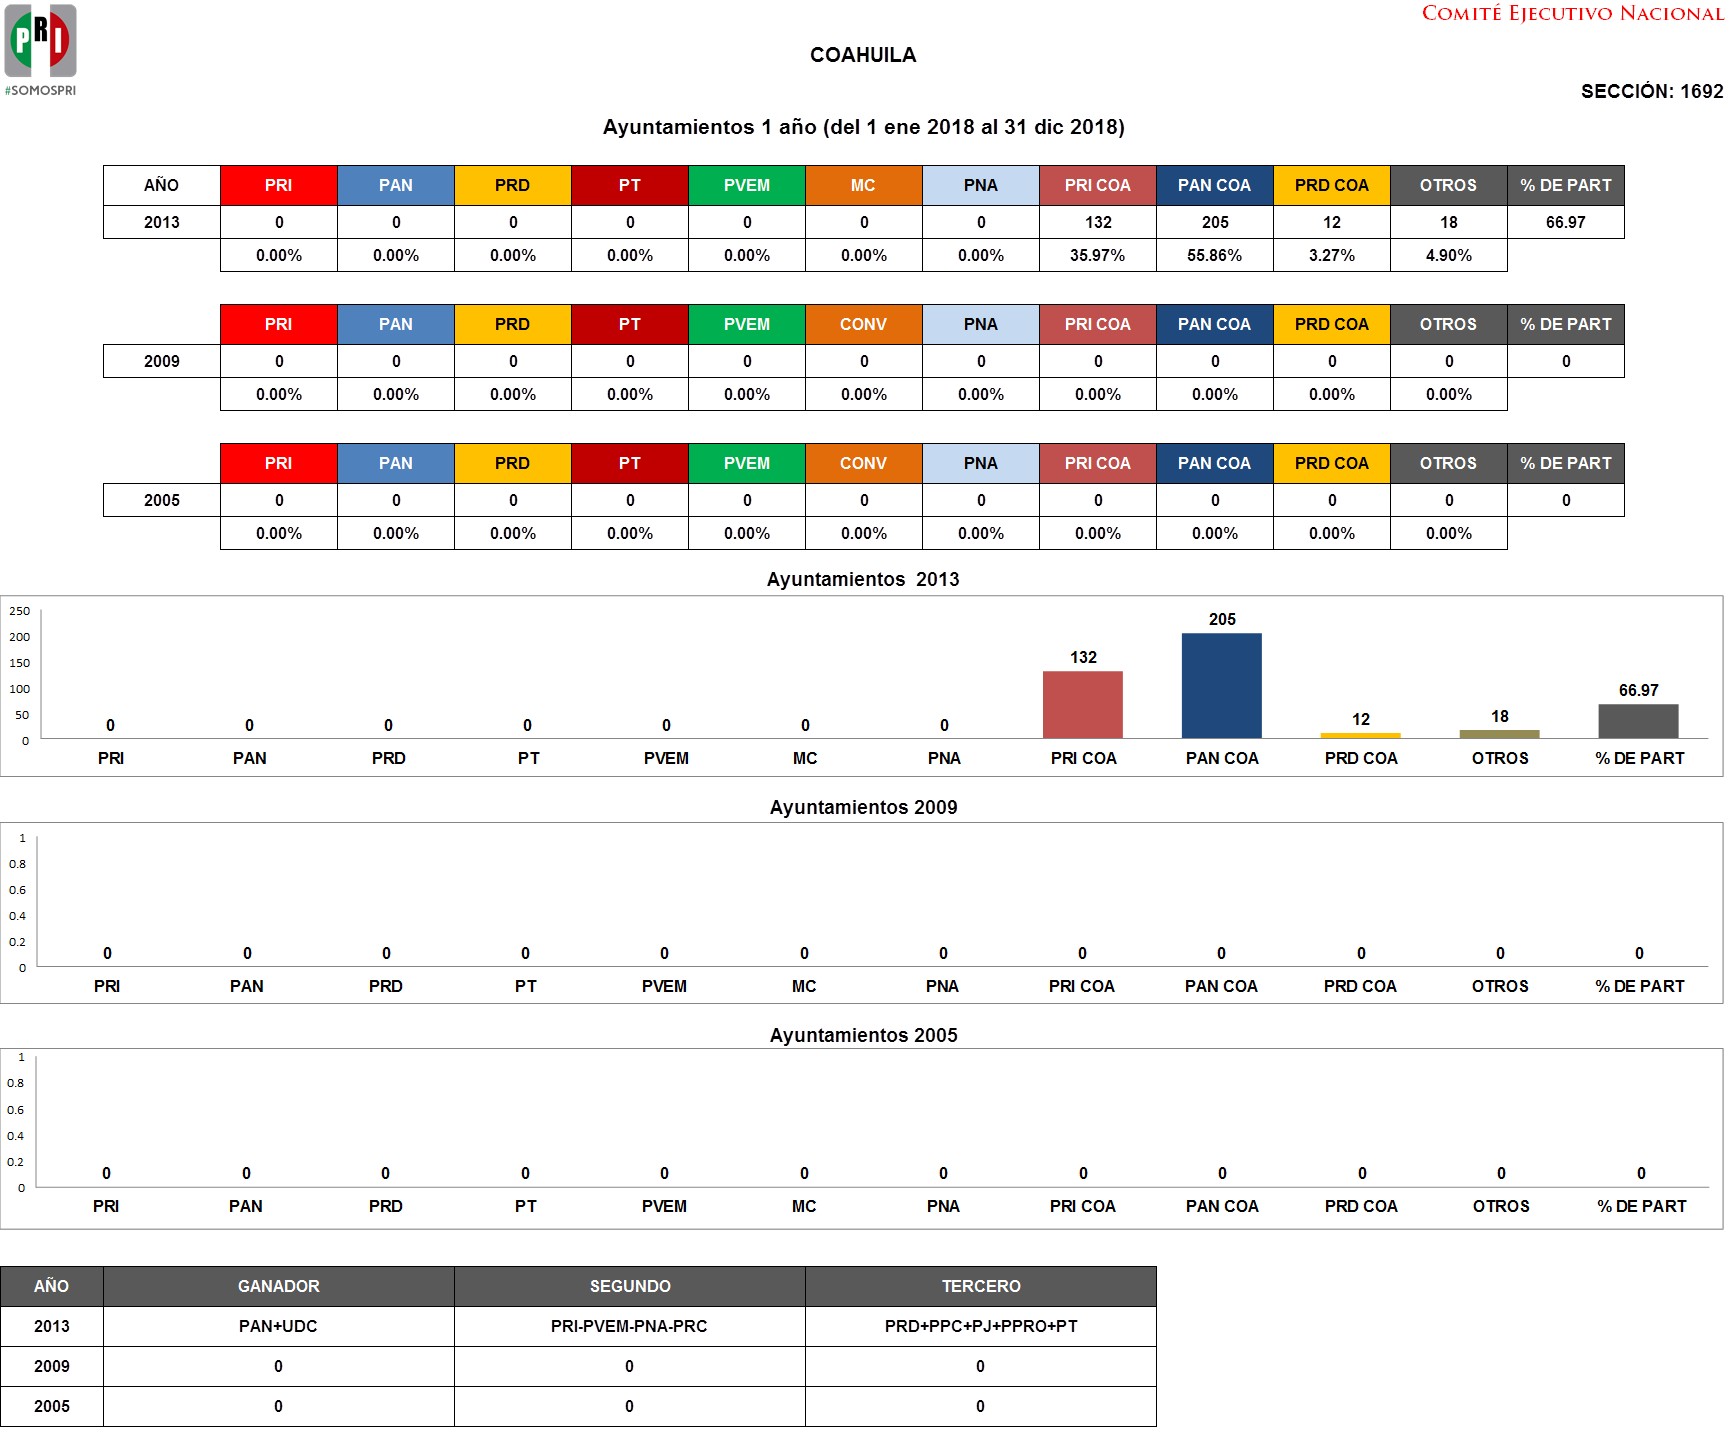 PRI
#SOMOSPRI
COMITÉ EJECUTIVO NACIONAL
COAHUILA
SECCIÓN: 1692
Ayuntamientos 1 año (del 1 ene 2018 al 31 dic 2018)
AÑO PRI PAN PRD PT PVEM MC PNA PRI COA PAN COA PRD COA OTROS % DE PART
2013 0 0 0 0 0 0 0 132 205 12 18 66.97
0.00% 0.00% 0.00% 0.00% 0.00% 0.00% 0.00% 35.97% 55.86% 3.27% 4.90%
PRI PAN PRD PT PVEM CONV PNA PRI COA PAN COA PRD COA OTROS % DE PART
2009 0 0 0 0 0 0 0 0 0 0 0 0
0.00% 0.00% 0.00% 0.00% 0.00% 0.00% 0.00% 0.00% 0.00% 0.00% 0.00%
PRI PAN PRD PT PVEM CONV PNA PRI COA PAN COA PRD COA OTROS % DE PART
2005 0 0 0 0 0 0 0 0 0 0 0 0
0.00% 0.00% 0.00% 0.00% 0.00% 0.00% 0.00% 0.00% 0.00% 0.00% 0.00%
Ayuntamientos 2013
250
200
150
100
50
0
0 0 0 0 0 0 0 132 205 12 18 66.97
PRI PAN PRD PT PVEM MC PNA PRI COA PAN COA PRD COA OTROS % DE PART
Ayuntamientos 2009
1
0.8
0.6
0.4
0.2
0
0 0 0 0 0 0 0 0 0 0 0 0
PRI PAN PRD PT PVEM MC PNA PRI COA PAN COA PRD COA OTROS % DE PART
Ayuntamientos 2005
1
0.8
0.6
0.4
0.2
0
0 0 0 0 0 0 0 0 0 0 0 0
PRI PAN PRD PT PVEM MC PNA PRI COA PAN COA PRD COA OTROS % DE PART
AÑO GANADOR SEGUNDO TERCERO
2013 PAN+UDC PRI-PVEM-PNA-PRC PRD+PPC+PJ+PPRO+PT
2009 0 0 0
2005 0 0 0